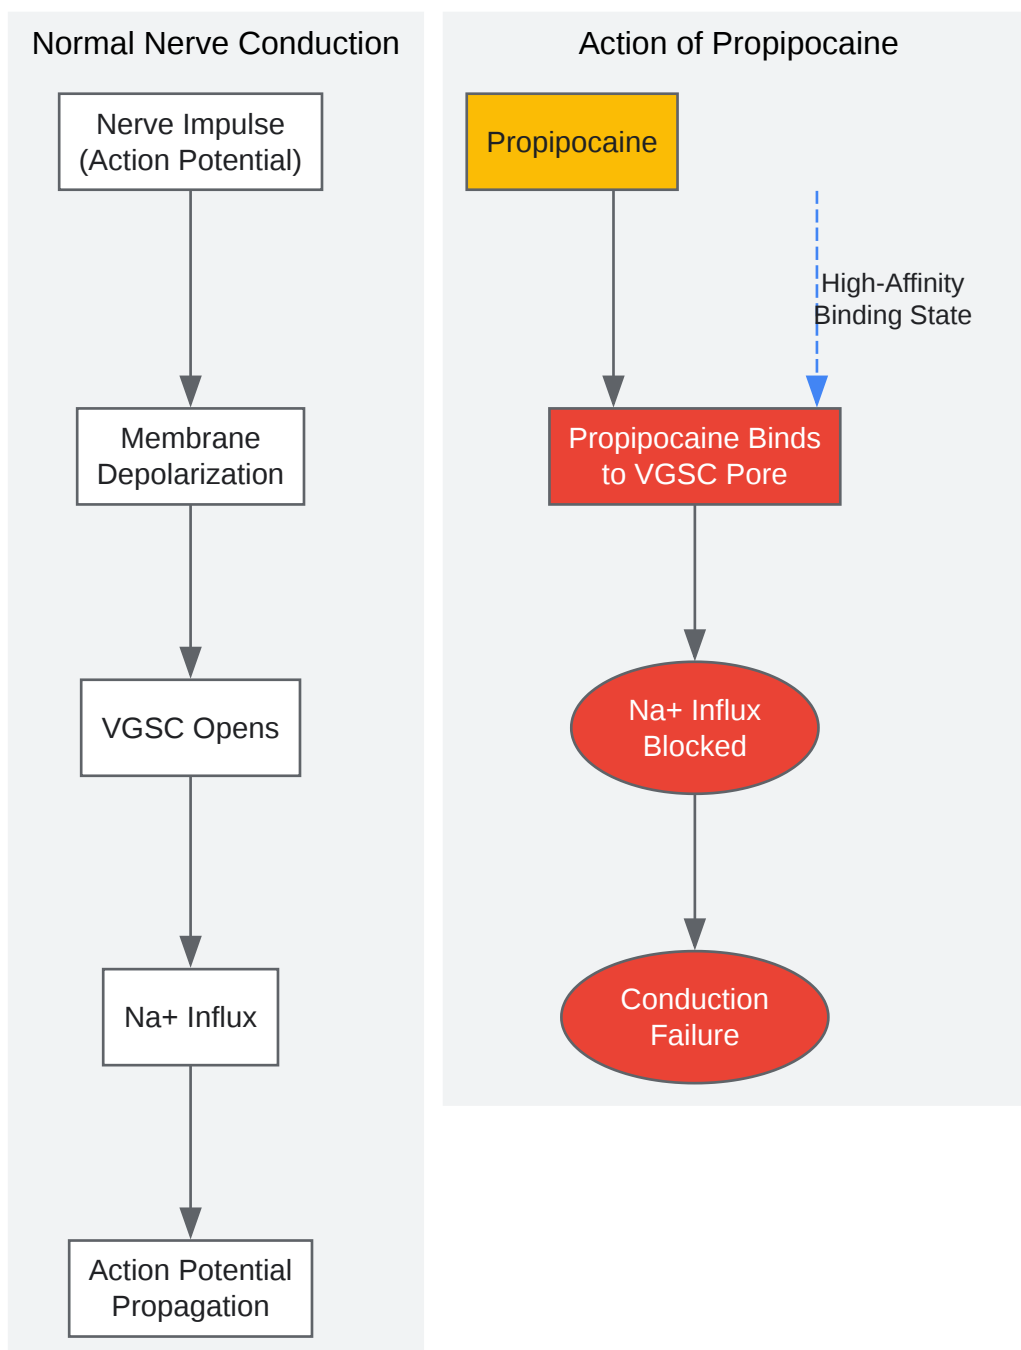 Normal Nerve Conduction
Nerve Impulse
(Action Potential)
Membrane
Depolarization
VGSC Opens
Na+ Influx
Action Potential
Propagation
Action of Propipocaine
Propipocaine
High-Affinity
Binding State
Propipocaine Binds
to VGSC Pore
Na+ Influx
Blocked
Conduction
Failure